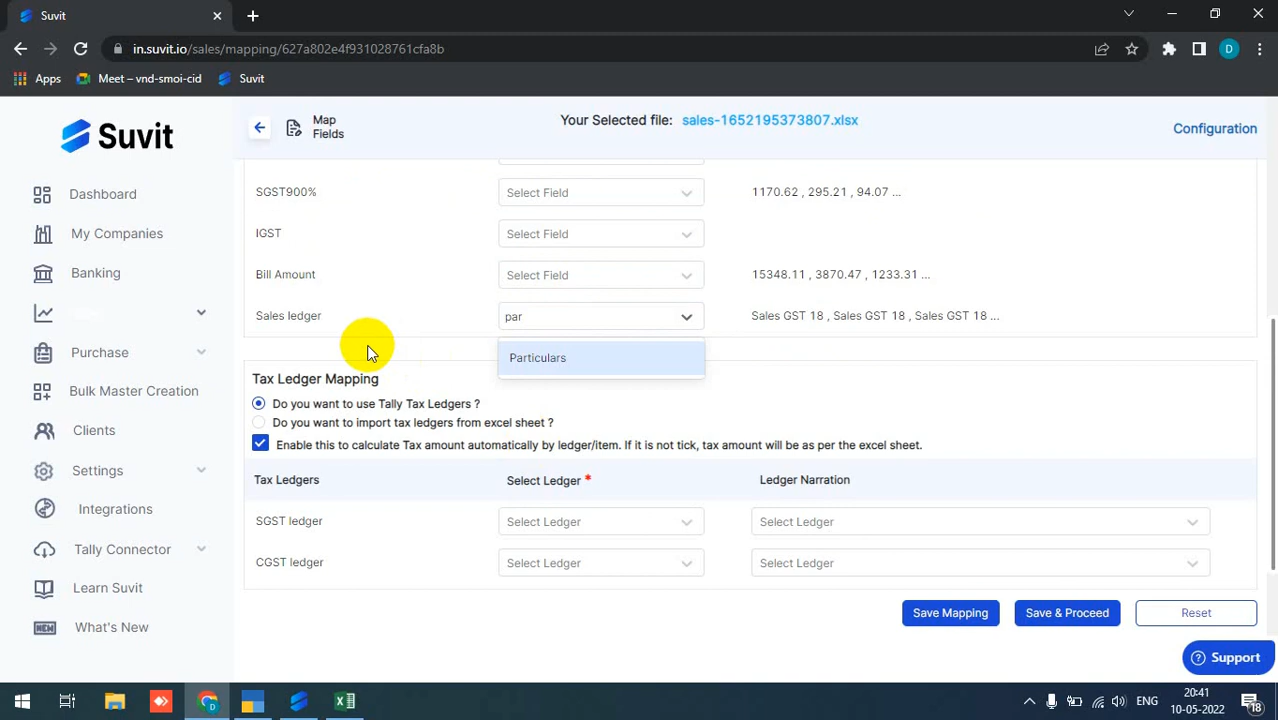 Suvit
in.suvit.io/sales/mapping/627a802e4f931028761cfa8b
D
Apps
Meet – vnd-smoi-cid
Suvit
Suvit
Map
Fields
Your Selected file: sales-1652195373807.xlsx
Configuration
Dashboard
My Companies
Banking
Purchase
Bulk Master Creation
Clients
Settings
Integrations
Tally Connector
Learn Suvit
NEW What's New
SGST900% Select Field 1170.62 , 295.21 , 94.07 ...
IGST Select Field
Bill Amount Select Field 15348.11 , 3870.47 , 1233.31 ...
Sales ledger par Sales GST 18 , Sales GST 18 , Sales GST 18 ...
Particulars
Tax Ledger Mapping
Do you want to use Tally Tax Ledgers ?
Do you want to import tax ledgers from excel sheet ?
Enable this to calculate Tax amount automatically by ledger/item. If it is not tick, tax amount will be as per the excel sheet.
Tax Ledgers Select Ledger * Ledger Narration
SGST ledger Select Ledger Select Ledger
CGST ledger Select Ledger Select Ledger
Save Mapping Save & Proceed Reset
Support
ENG
20:41
10-05-2022
18